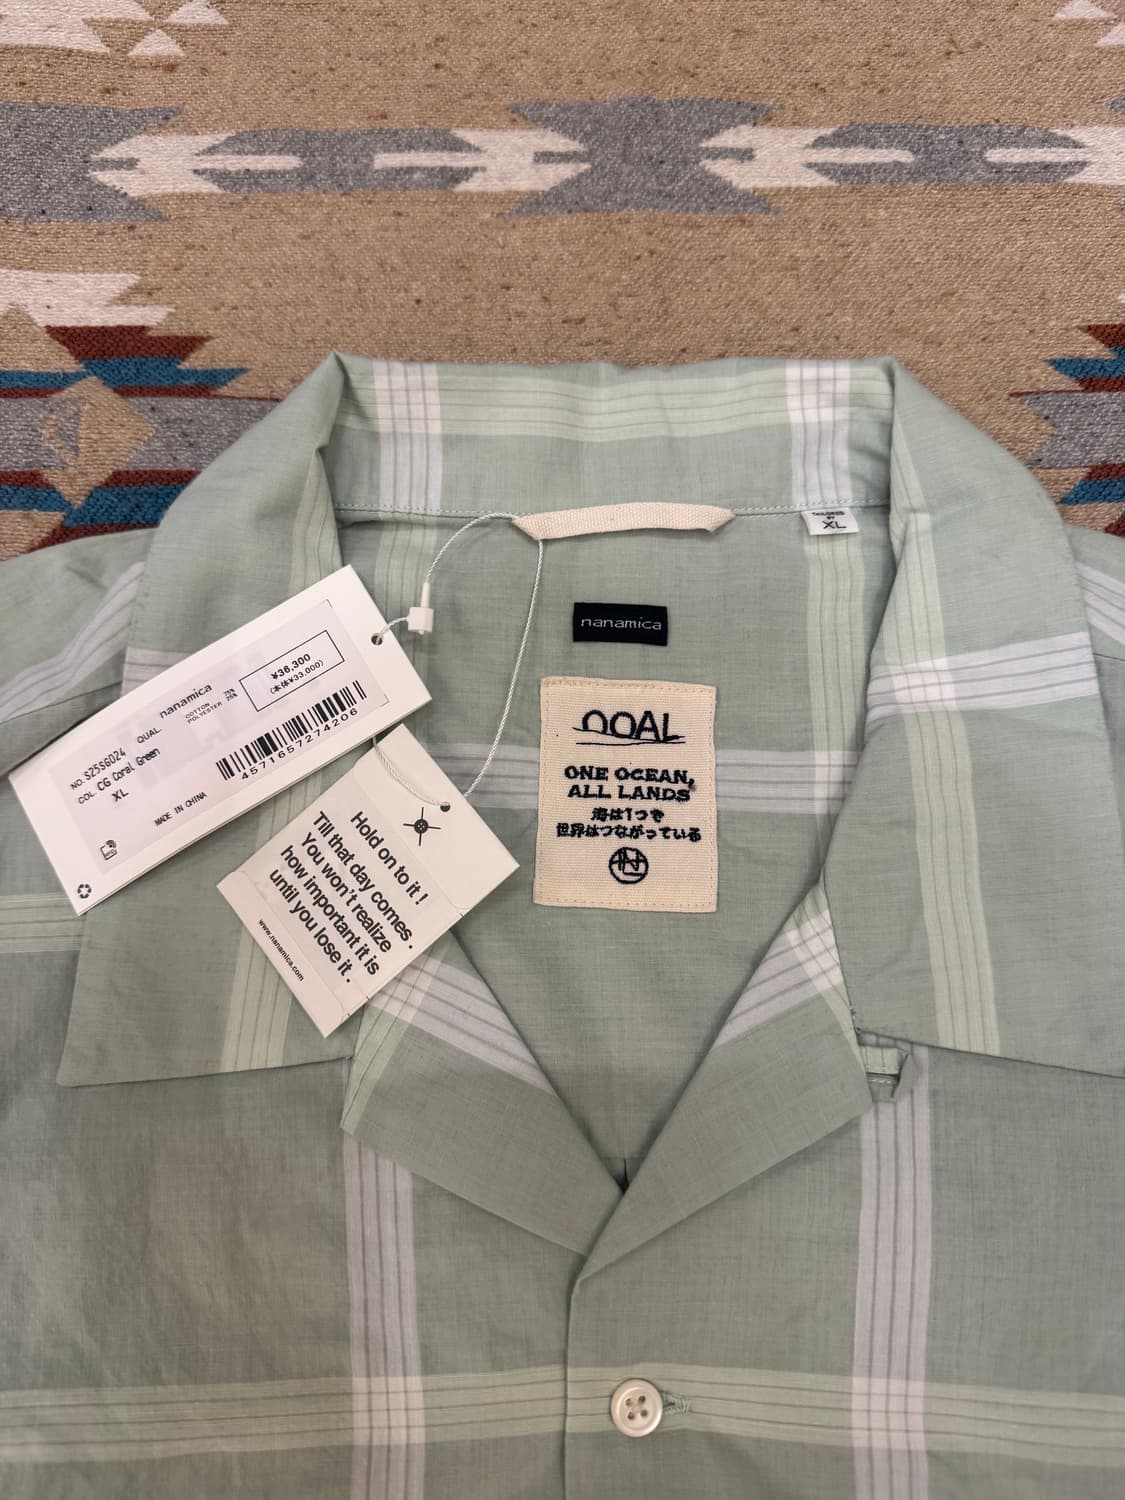 TAILORED
BY
XL
nanamica
OOAL
ONE OCEAN,
ALL LANDS
海は1つで
世界はつながっている
nanamica
¥36,300
(本体¥33,000)
QUAL.
COTTON 75%
POLYESTER 25%
NO. S25SG024
COL. CG Coral Green
XL
4571657274206
MADE IN CHINA
Hold on to it !
Till that day comes .
You won't realize
how important it is
until you lose it .
www.nanamica.com